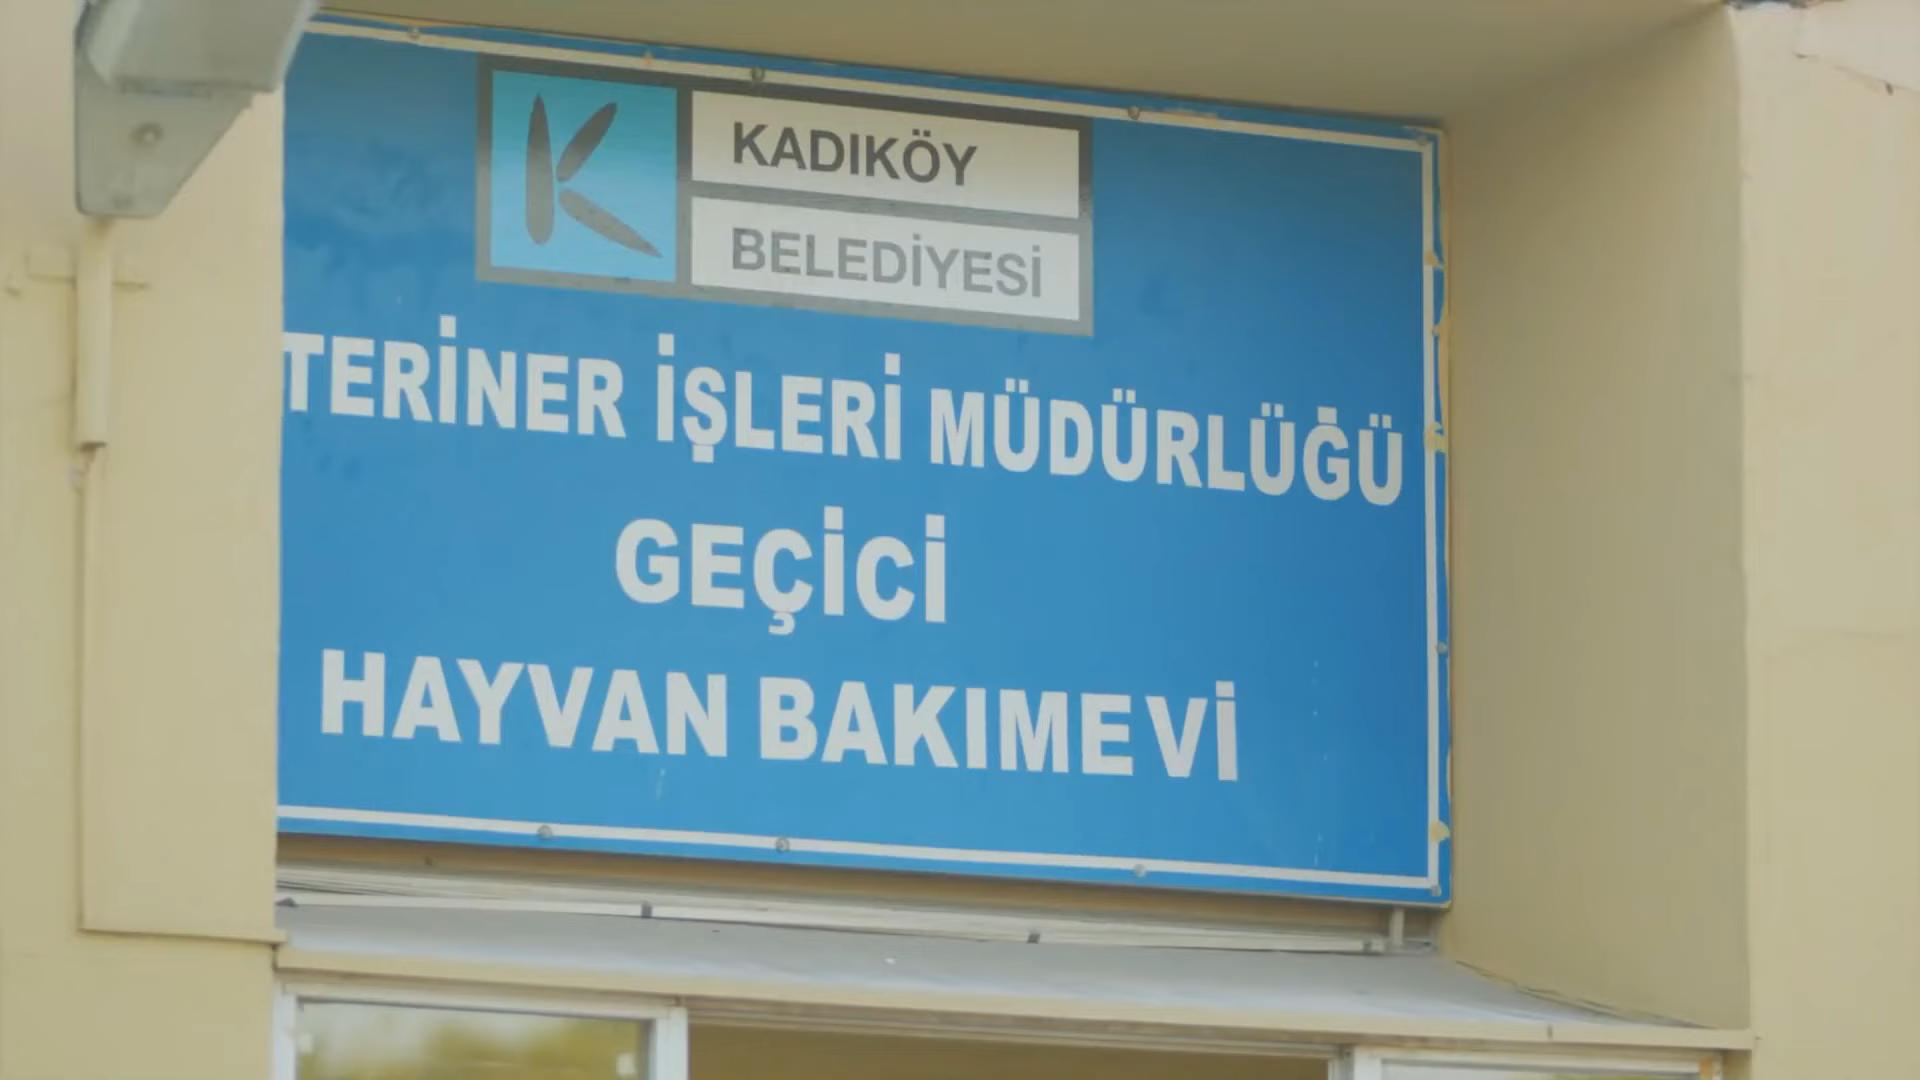 KADIKÖY
BELEDİYESİ
TERİNER İŞLERİ MÜDÜRLÜĞÜ
GEÇİCİ
HAYVAN BAKIMEVİ